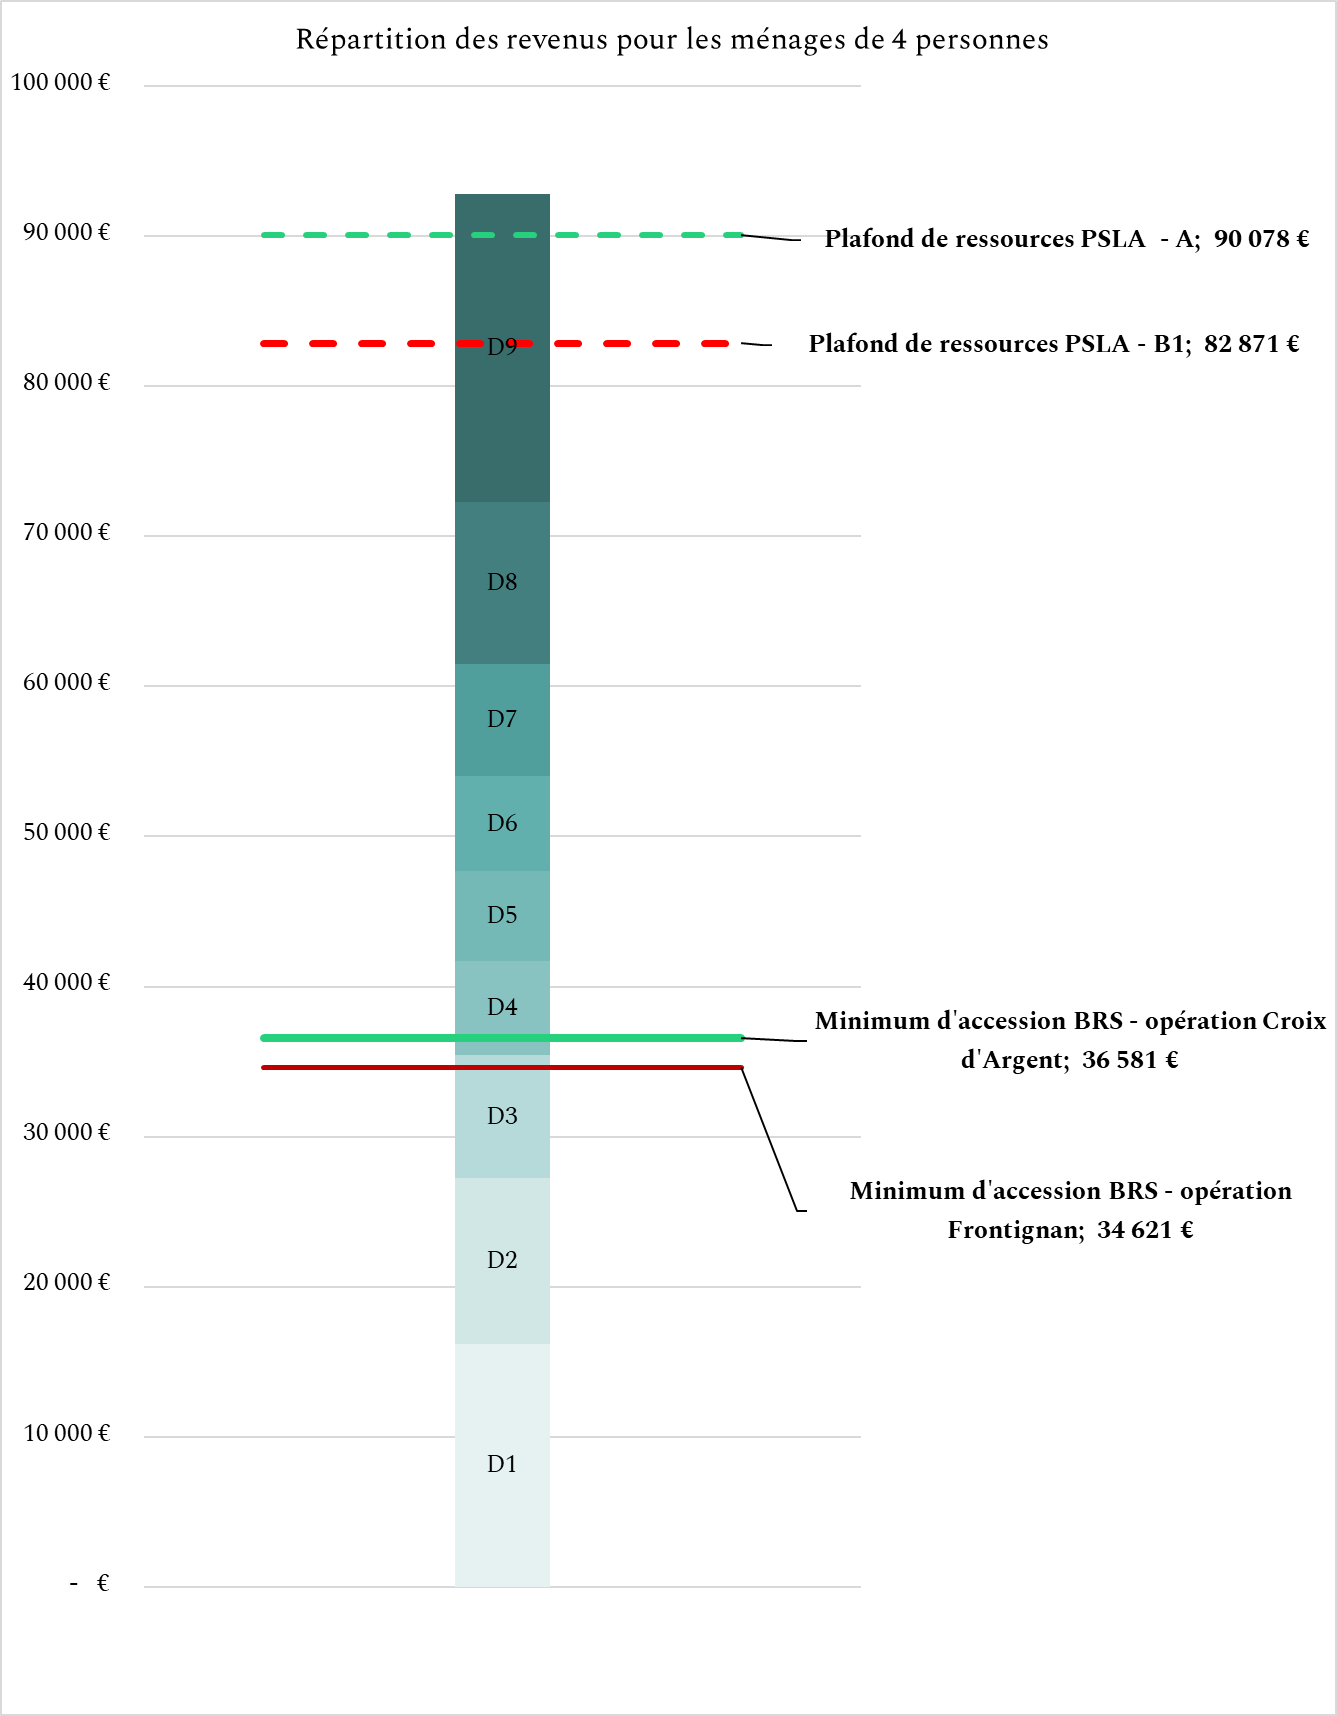 Répartition des revenus pour les ménages de 4 personnes
100 000 €
90 000 €
Plafond de ressources PSLA - A; 90 078 €
D9
Plafond de ressources PSLA - B1; 82 871 €
80 000 €
70 000 €
D8
60 000 €
D7
D6
50 000 €
D5
40 000 €
D4
Minimum d'accession BRS - opération Croix
d'Argent; 36 581 €
D3
30 000 €
Minimum d'accession BRS - opération
Frontignan; 34 621 €
D2
20 000 €
10 000 €
D1
- €